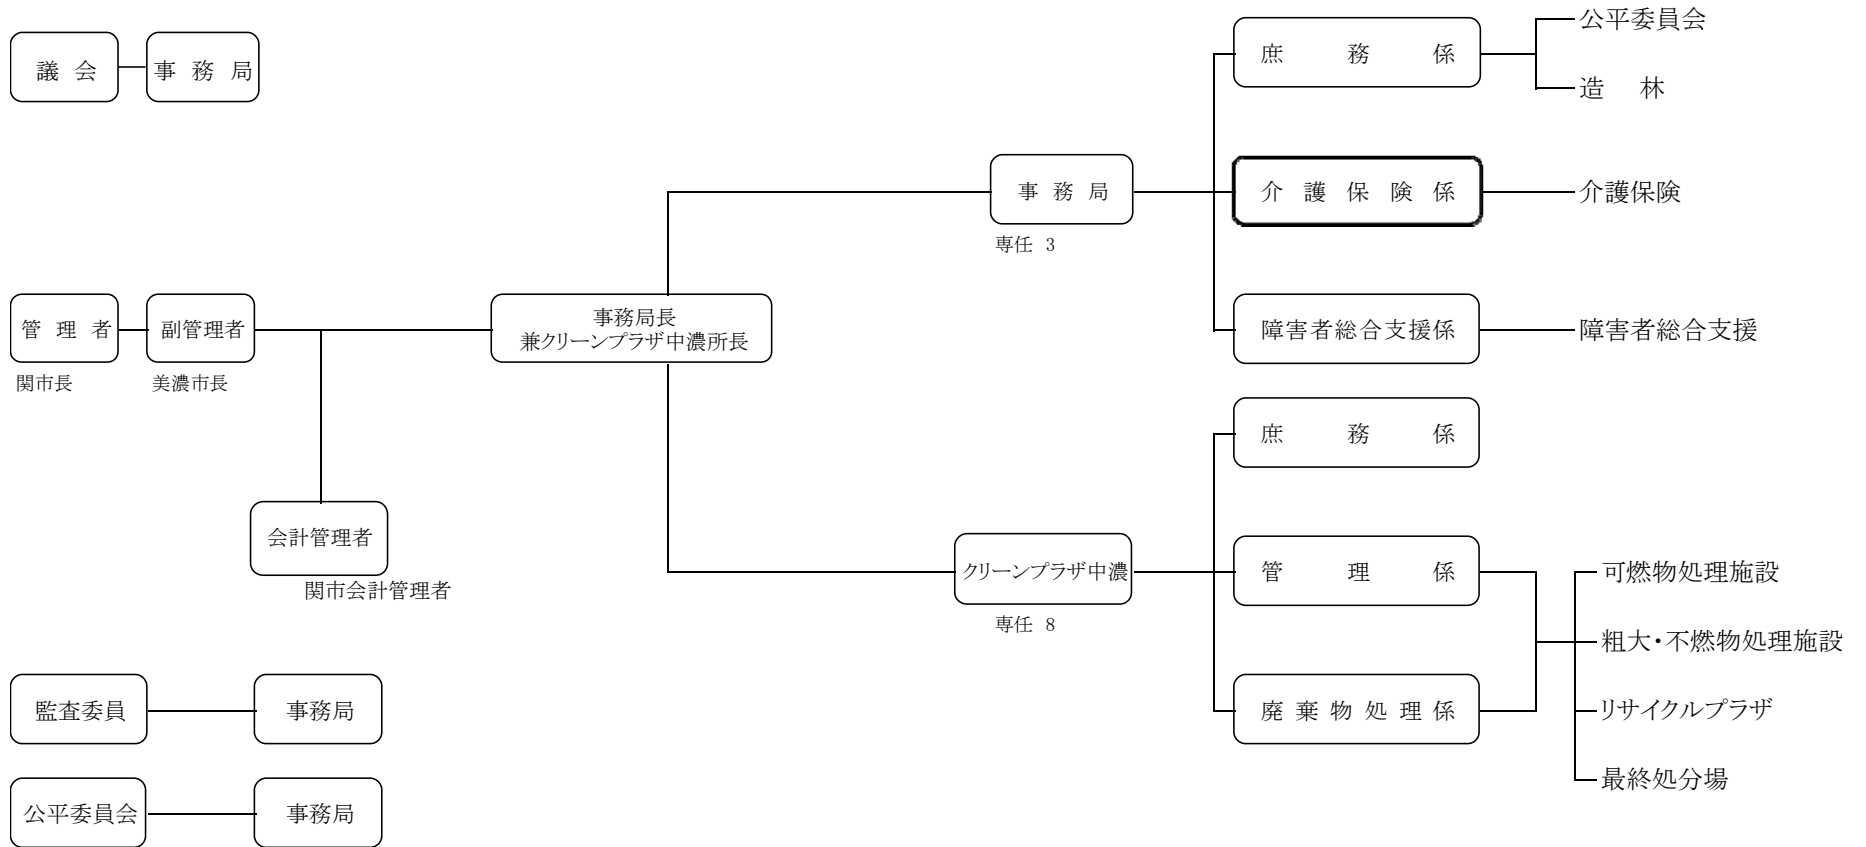 議 会
事 務 局
管 理 者
関市長
副管理者
美濃市長
会計管理者
関市会計管理者
事務局長
兼クリーンプラザ中濃所長
事 務 局
専任 3
庶 務 係
公平委員会
造 林
介 護 保 険 係
介護保険
障害者総合支援係
障害者総合支援
クリーンプラザ中濃
専任 8
庶 務 係
管 理 係
廃 棄 物 処 理 係
可燃物処理施設
粗大・不燃物処理施設
リサイクルプラザ
最終処分場
監査委員
事務局
公平委員会
事務局